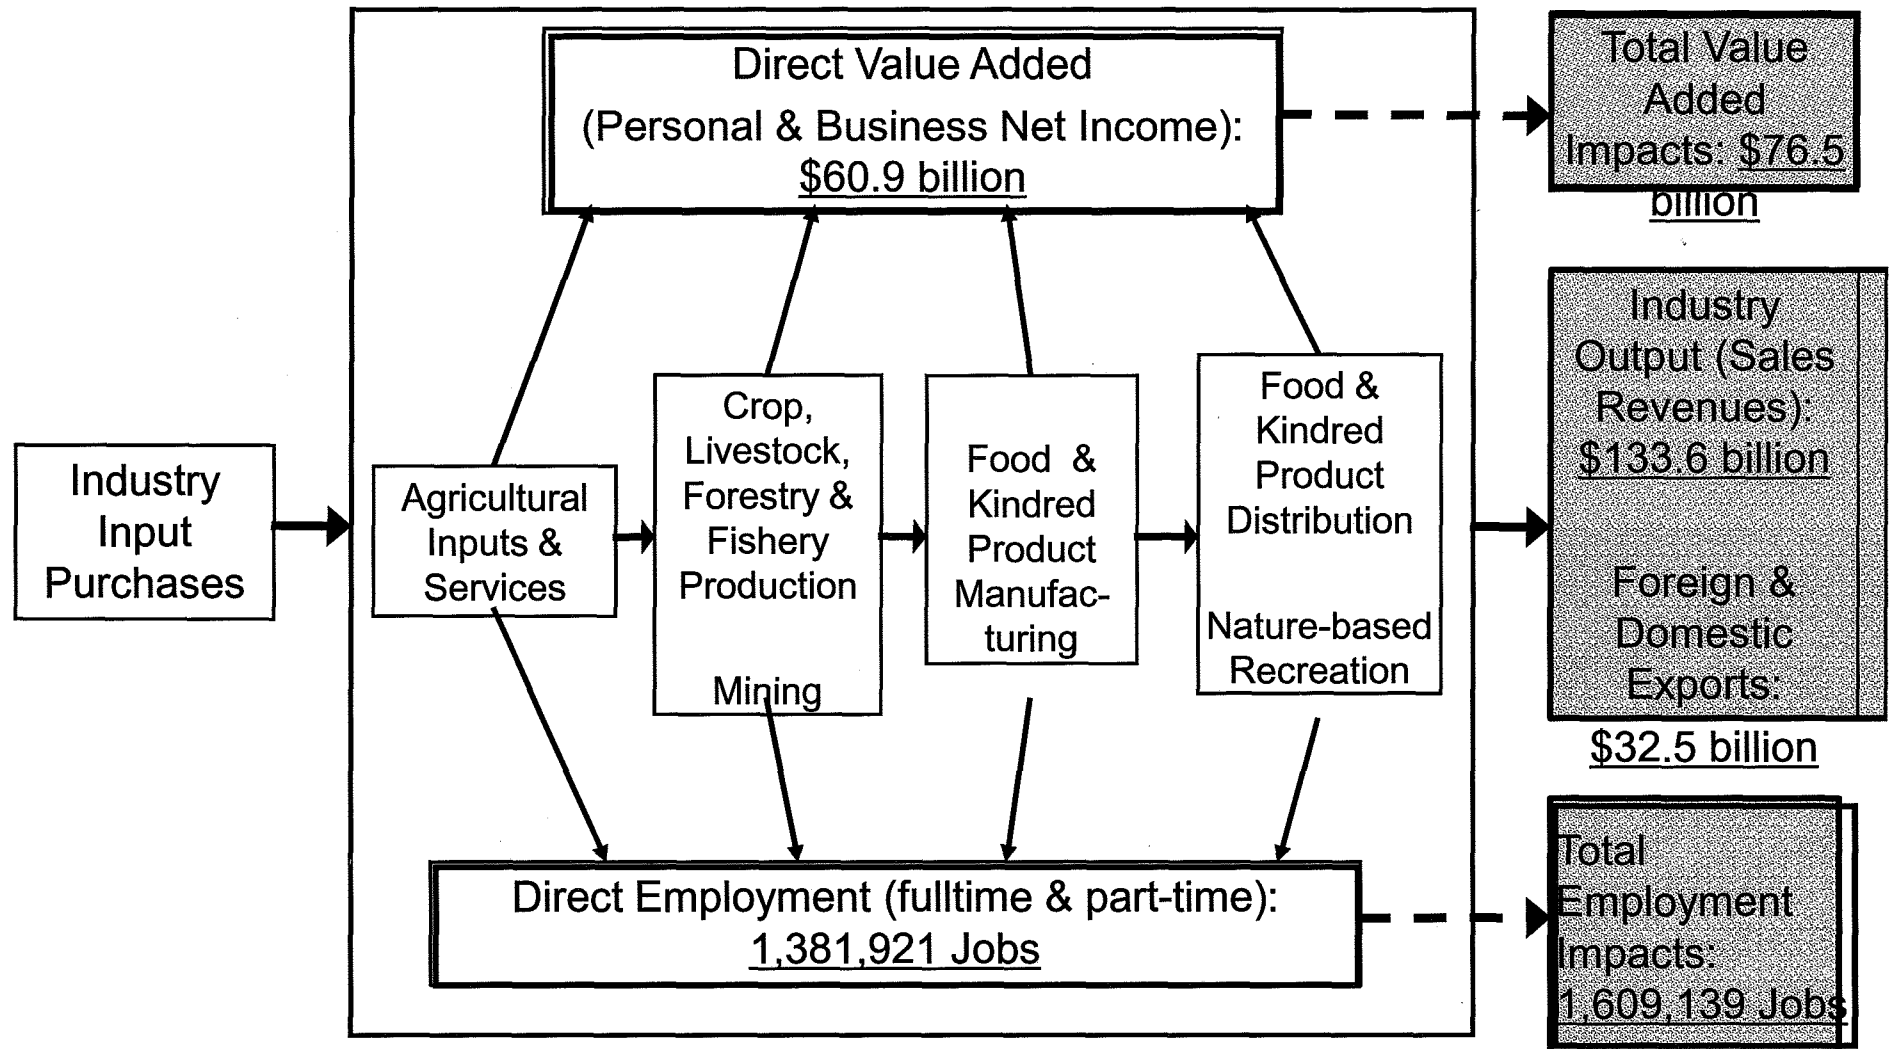 Direct Value Added
(Personal & Business Net Income):
$60.9 billion
Total Value
Added
Impacts: $76.5
billion
Industry
Input
Purchases
Agricultural
Inputs &
Services
Crop,
Livestock,
Forestry &
Fishery
Production
Mining
Food &
Kindred
Product
Manufac-
turing
Food &
Kindred
Product
Distribution
Nature-based
Recreation
Industry
Output (Sales
Revenues):
$133.6 billion
Foreign &
Domestic
Exports:
$32.5 billion
Direct Employment (fulltime & part-time):
1,381,921 Jobs
Total
Employment
Impacts:
1,609,139 Jobs